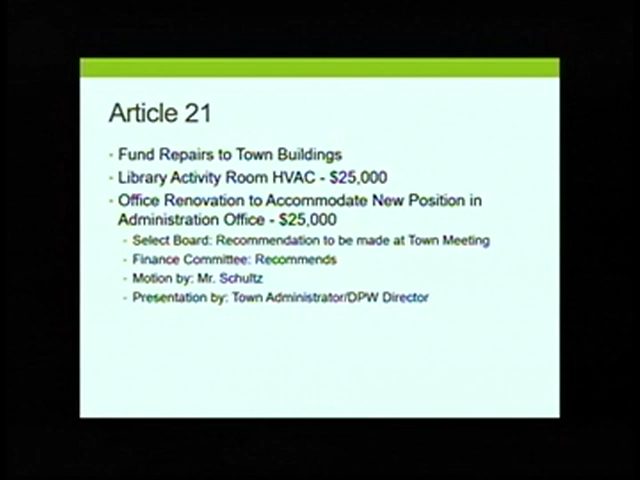 Article 21
Fund Repairs to Town Buildings
Library Activity Room HVAC - $25,000
Office Renovation to Accommodate New Position in
Administration Office - $25,000
Select Board: Recommendation to be made at Town Meeting
Finance Committee: Recommends
Motion by: Mr. Schultz
Presentation by: Town Administrator/DPW Director